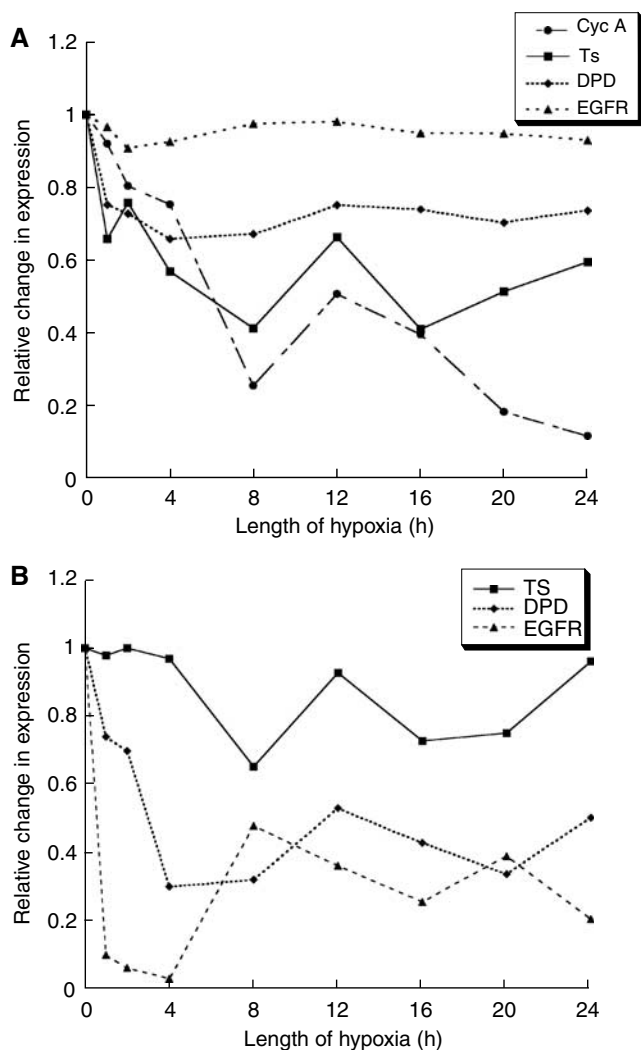 A
Cyc A
Ts
DPD
EGFR
1.2
1
0.8
0.6
0.4
0.2
0
Relative change in expression
0 4 8 12 16 20 24
Length of hypoxia (h)
B
TS
DPD
EGFR
1.2
1
0.8
0.6
0.4
0.2
0
Relative change in expression
0 4 8 12 16 20 24
Length of hypoxia (h)